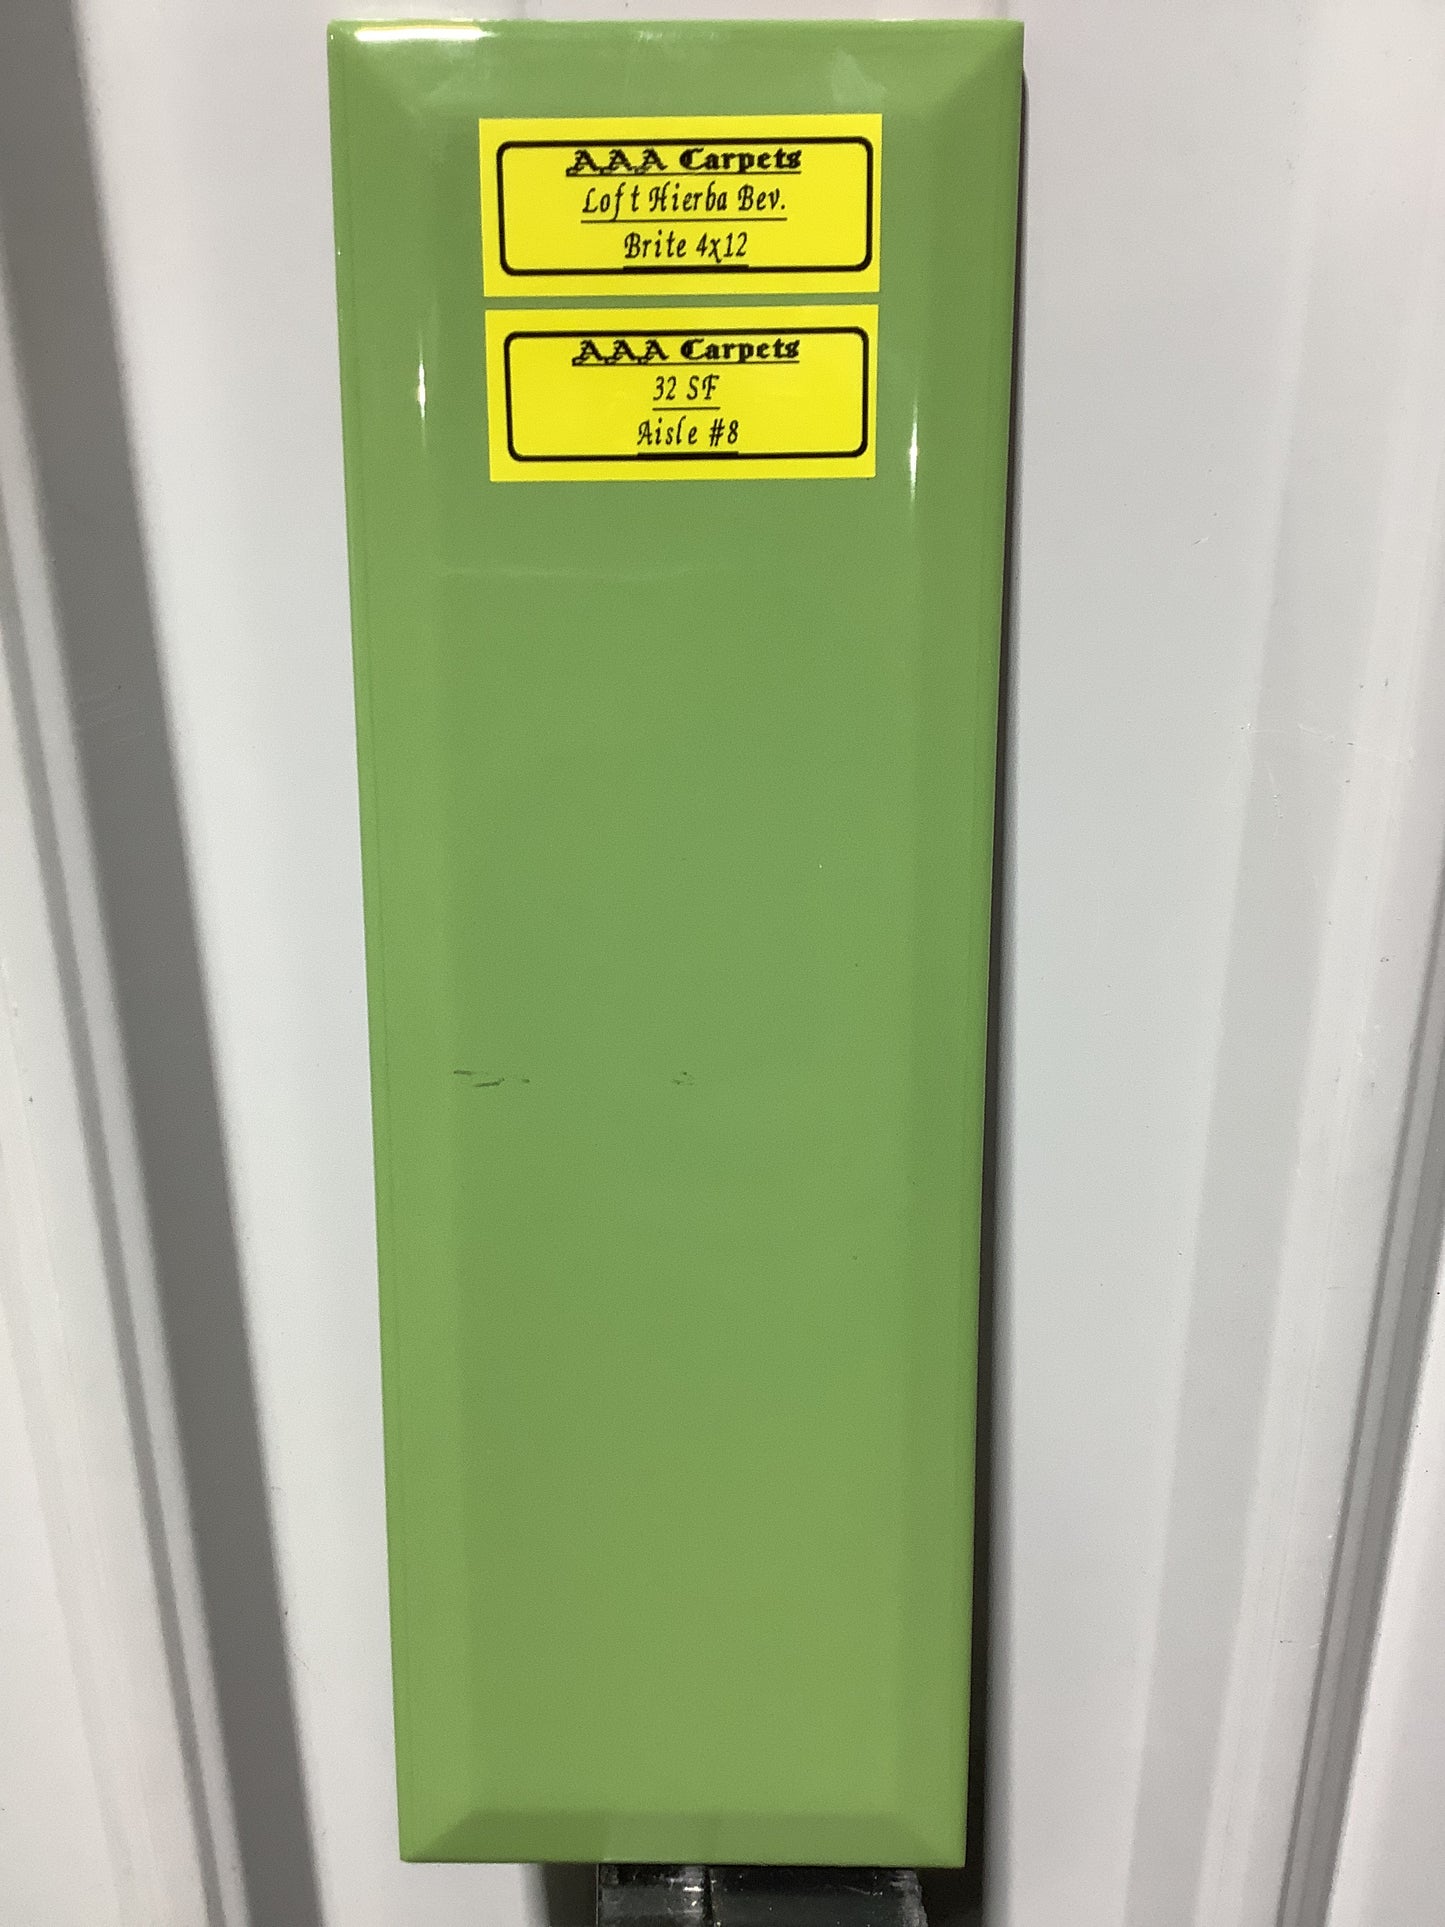 AAA Carpets
Loft Hierba Bev.
Brite 4x12
AAA Carpets
32 SF
Aisle #8